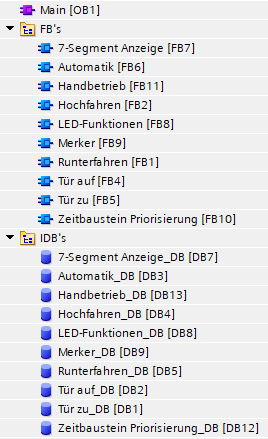 Main [OB1]
FB's
7-Segment Anzeige [FB7]
Automatik [FB6]
Handbetrieb [FB11]
Hochfahren [FB2]
LED-Funktionen [FB8]
Merker [FB9]
Runterfahren [FB1]
Tür auf [FB4]
Tür zu [FB5]
Zeitbaustein Priorisierung [FB10]
IDB's
7-Segment Anzeige_DB [DB7]
Automatik_DB [DB3]
Handbetrieb_DB [DB13]
Hochfahren_DB [DB4]
LED-Funktionen_DB [DB8]
Merker_DB [DB9]
Runterfahren_DB [DB5]
Tür auf_DB [DB2]
Tür zu_DB [DB1]
Zeitbaustein Priorisierung_DB [DB12]